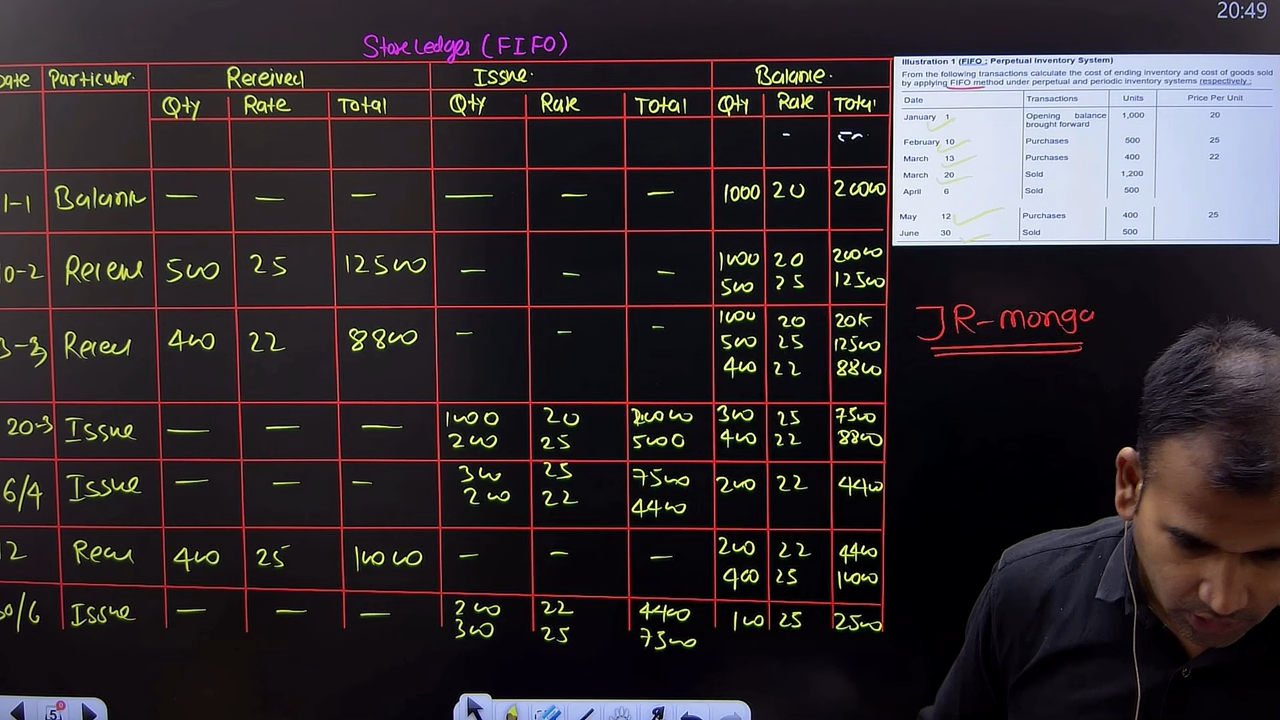 20:49
Store Ledger (FIFO)
Date Particular. Received Issue. Balance.
Qty Rate Total Qty Rate Total Qty Rate Total
-
1-1 Balance — — — — — — 1000 20 20000
10-2 500 25 12500 — — — 1000 20 20000
500 25 12500
3-3 400 22 8800 — — — 1000 20 20K
500 25 12500
400 22 8800
20-3 Issue — — — 1000 20 20000 300 25 7500
200 25 5000 400 22 8800
6/4 Issue — — — 300 25 7500 200 22 4400
200 22 4400
12 400 25 10000 — — — 200 22 4400
400 25 10000
30/6 Issue — — — 200 22 4400 100 25 2500
300 25 7500
Illustration 1 (FIFO : Perpetual Inventory System)
From the following transactions calculate the cost of ending inventory and cost of goods sold
by applying FIFO method under perpetual and periodic inventory systems respectively :
Date Transactions Units Price Per Unit
January 1 Opening balance brought forward 1,000 20
February 10 Purchases 500 25
March 13 Purchases 400 22
March 20 Sold 1,200
April 6 Sold 500
May 12 Purchases 400 25
June 30 Sold 500
JR-monga
5